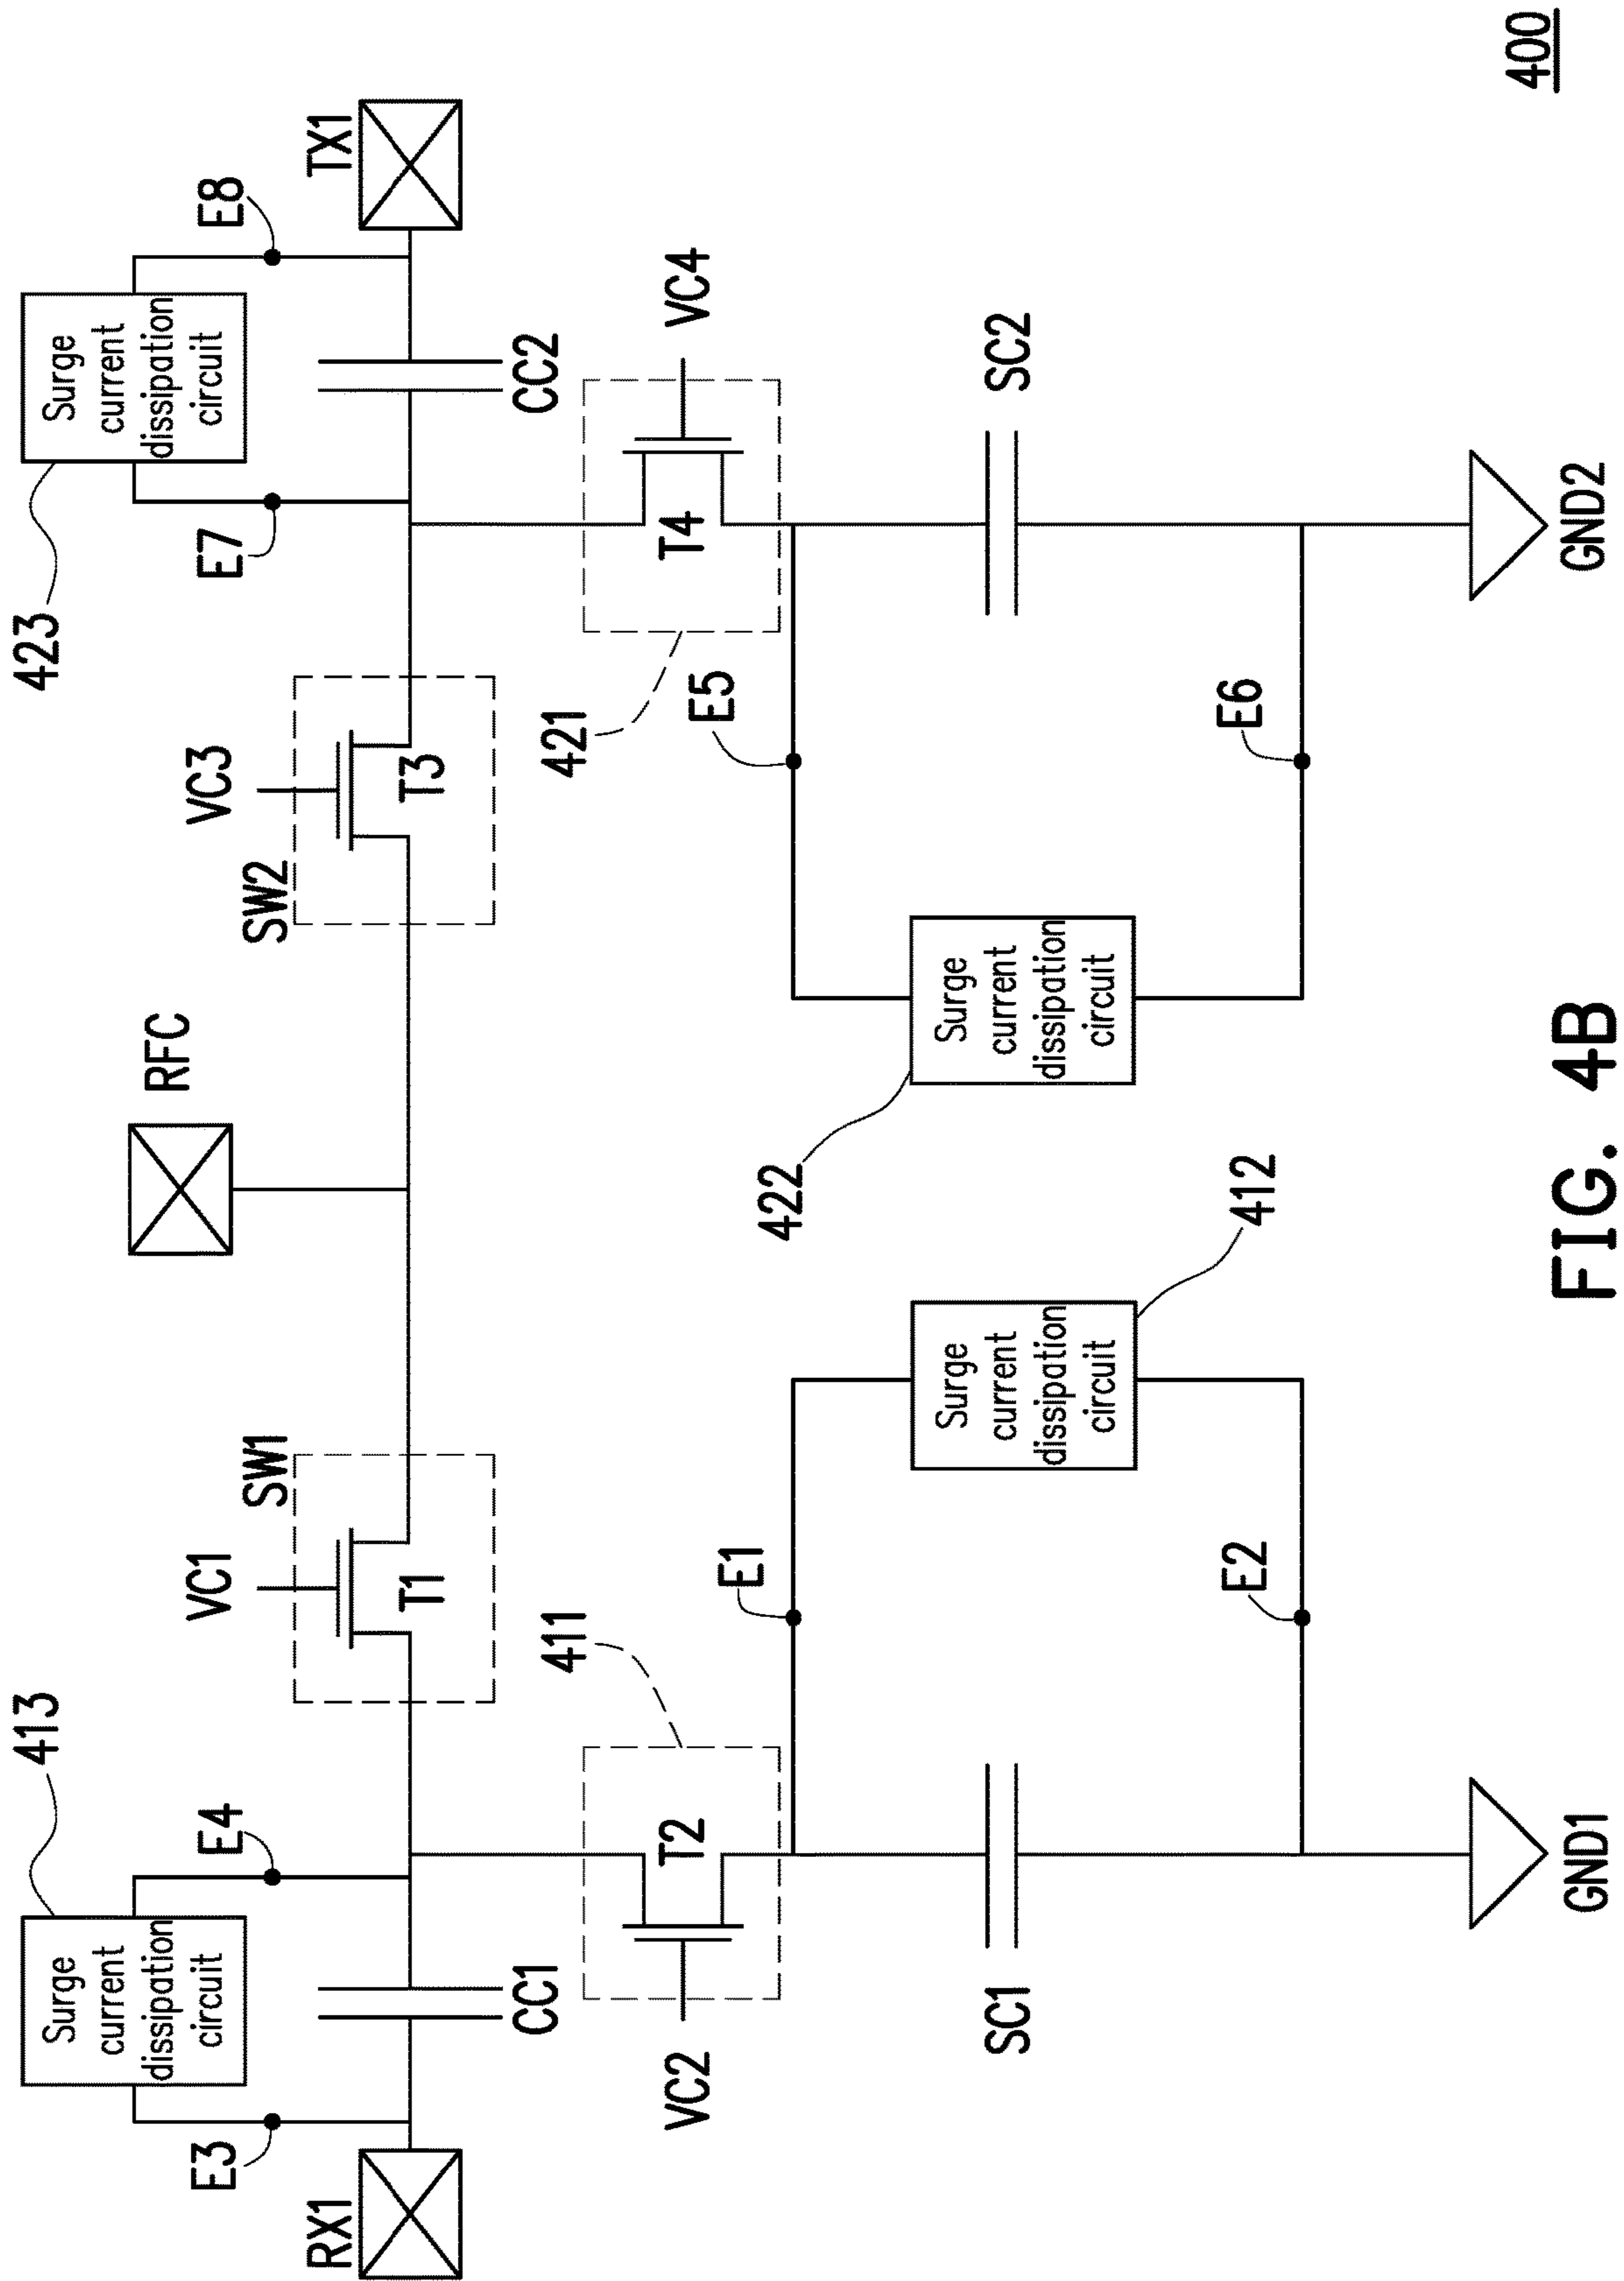 413
423
Surge
current
dissipation
circuit
Surge
current
dissipation
circuit
RFC
E3
E4
VC1
VC3
E7
E8
SW1
SW2
RX1
TX1
T1
T3
CC1
CC2
411
421
VC2
T2
T4
VC4
E1
E5
422
Surge
current
dissipation
circuit
Surge
current
dissipation
circuit
SC1
SC2
E2
412
E6
GND1
GND2
400
FIG. 4B